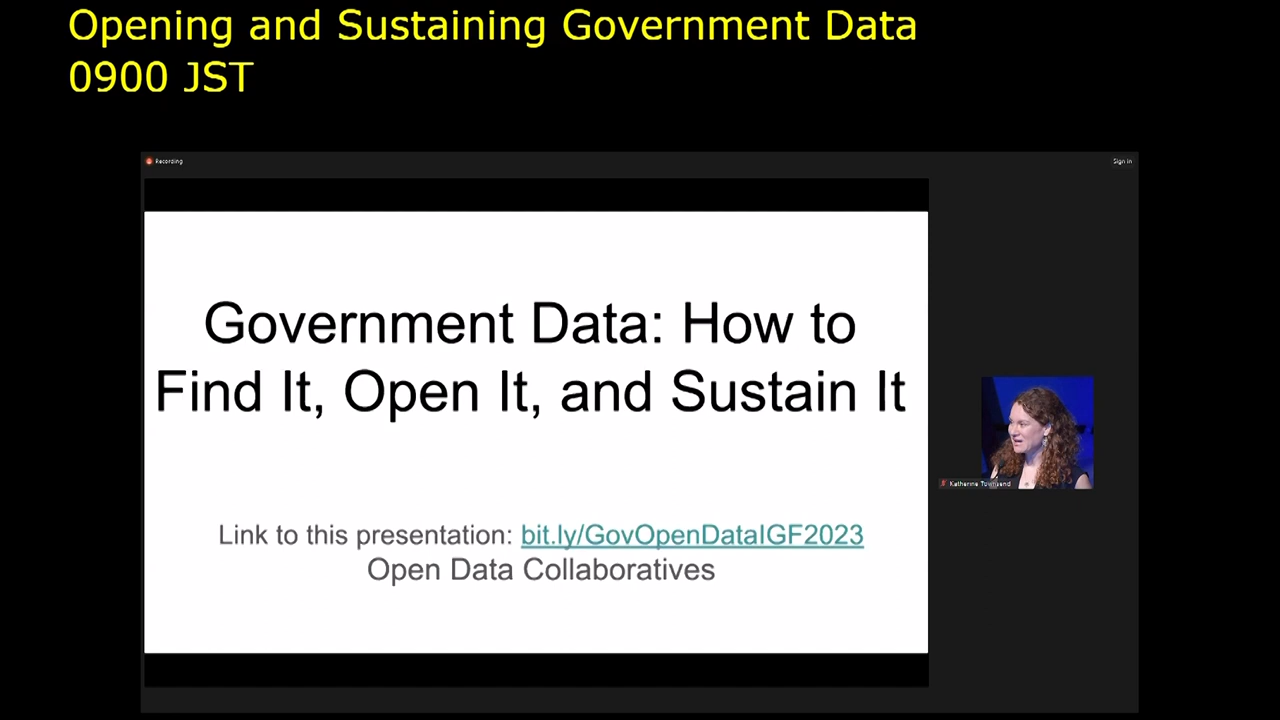 Opening and Sustaining Government Data
0900 JST
Recording
Sign in
Government Data: How to
Find It, Open It, and Sustain It
Katherine Townsend
Link to this presentation: bit.ly/GovOpenDataIGF2023
Open Data Collaboratives